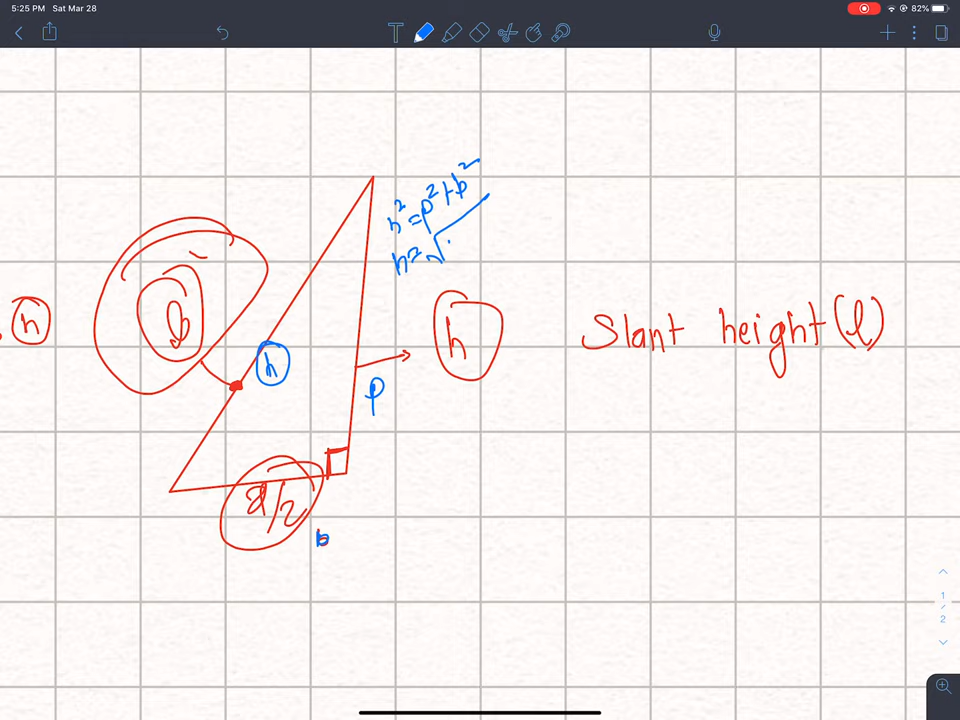 5:25 PM Sat Mar 28
82%
T
h² = p² + b²
h = √
h
l
h
h
Slant height (l)
p
a/2
b
1
/
2